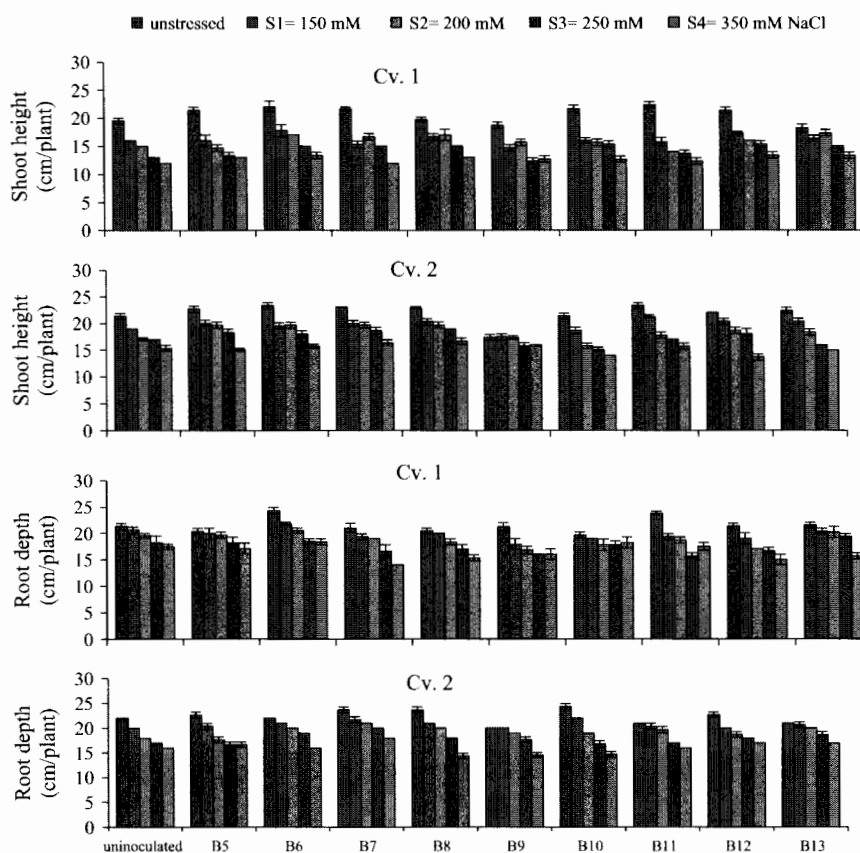 unstressed S1= 150 mM S2= 200 mM S3= 250 mM S4= 350 mM NaCl
Cv. 1
Shoot height
(cm/plant)
30
25
20
15
10
5
0
Cv. 2
Shoot height
(cm/plant)
30
25
20
15
10
5
0
Cv. 1
Root depth
(cm/plant)
30
25
20
15
10
5
0
Cv. 2
Root depth
(cm/plant)
30
25
20
15
10
5
0
uninoculated B5 B6 B7 B8 B9 B10 B11 B12 B13